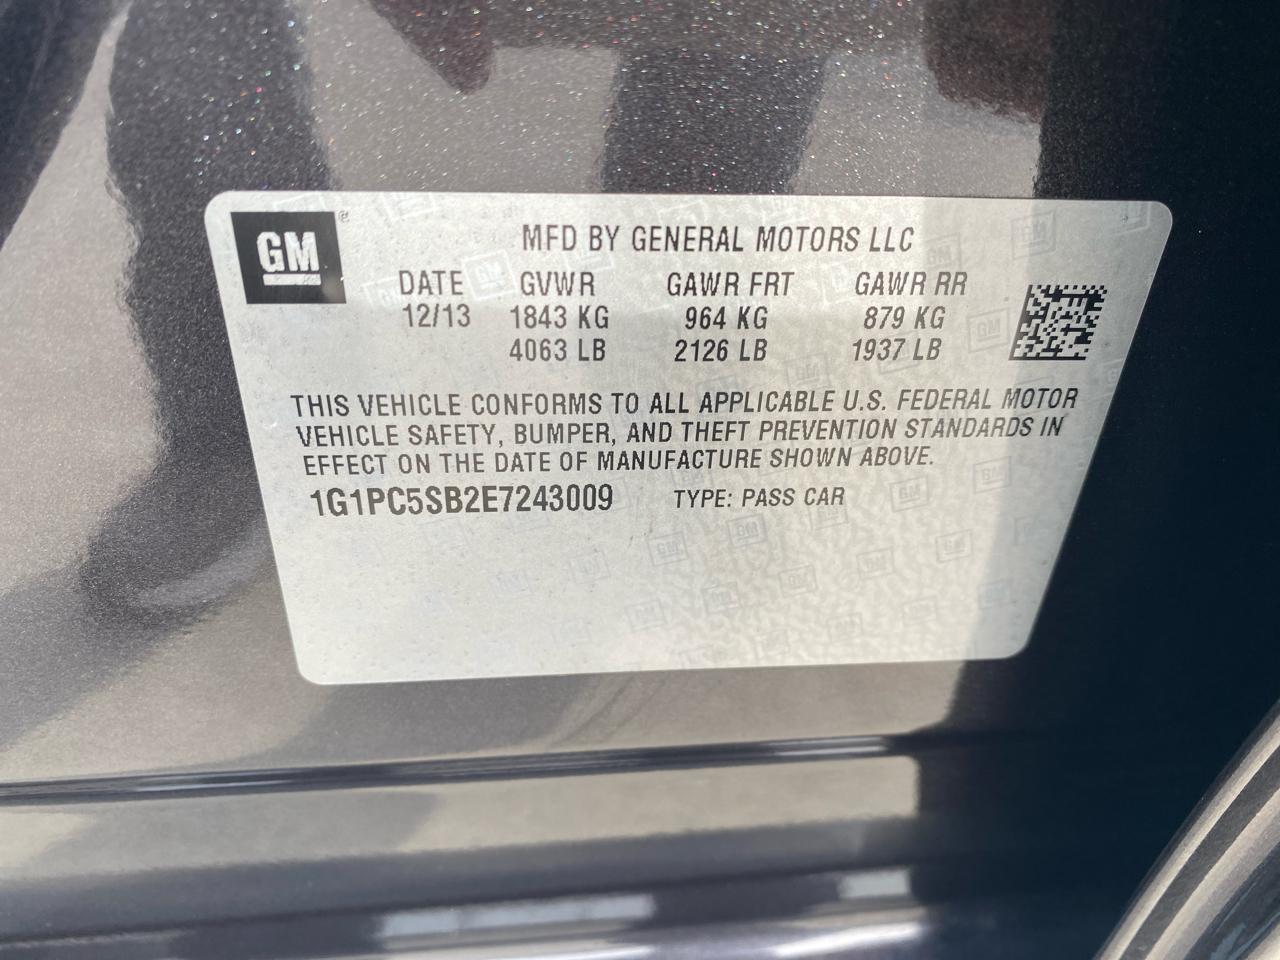 GM ®
MFD BY GENERAL MOTORS LLC
DATE GVWR GAWR FRT GAWR RR
12/13 1843 KG 964 KG 879 KG
4063 LB 2126 LB 1937 LB
THIS VEHICLE CONFORMS TO ALL APPLICABLE U.S. FEDERAL MOTOR
VEHICLE SAFETY, BUMPER, AND THEFT PREVENTION STANDARDS IN
EFFECT ON THE DATE OF MANUFACTURE SHOWN ABOVE.
1G1PC5SB2E7243009 TYPE: PASS CAR